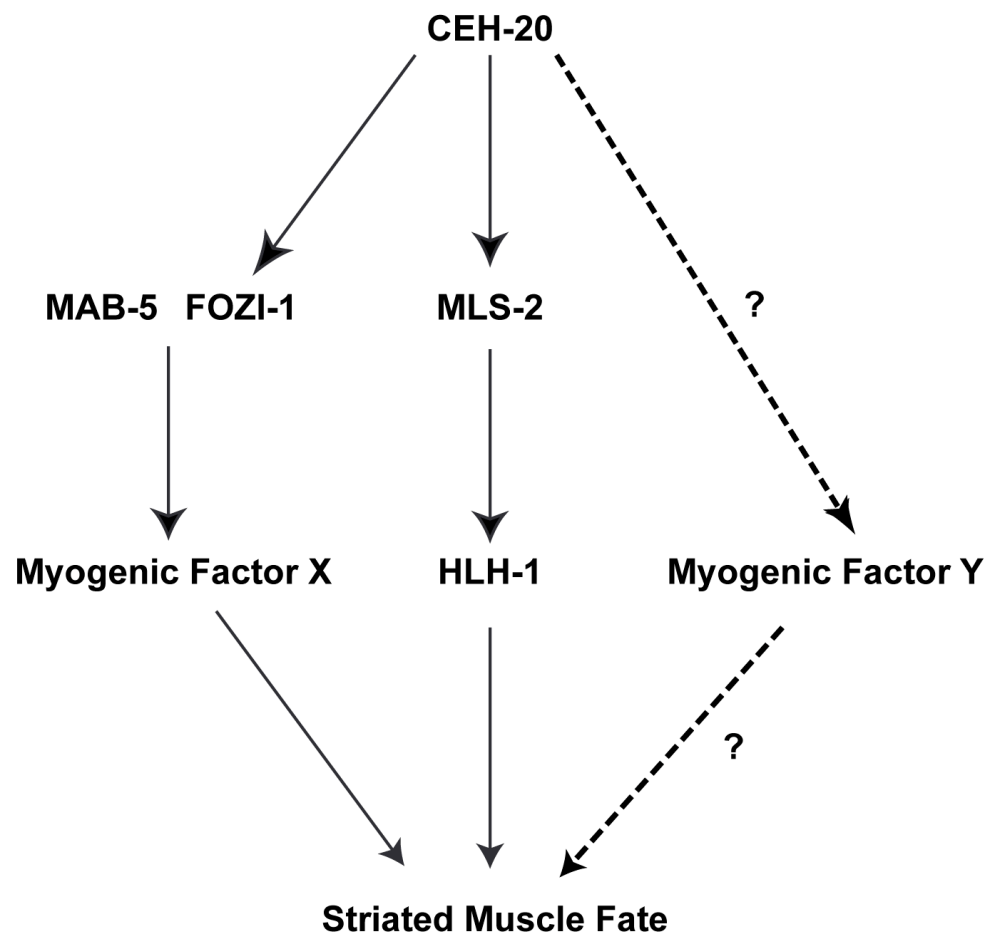 CEH-20
?
MAB-5 FOZI-1 MLS-2
Myogenic Factor X HLH-1 Myogenic Factor Y
?
Striated Muscle Fate